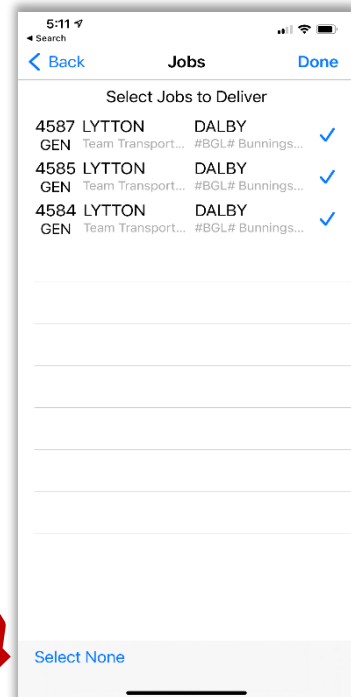 5:11
Search
Back Jobs Done
Select Jobs to Deliver
4587 LYTTON DALBY
GEN Team Transport... #BGL# Bunnings...
4585 LYTTON DALBY
GEN Team Transport... #BGL# Bunnings...
4584 LYTTON DALBY
GEN Team Transport... #BGL# Bunnings...
Select None